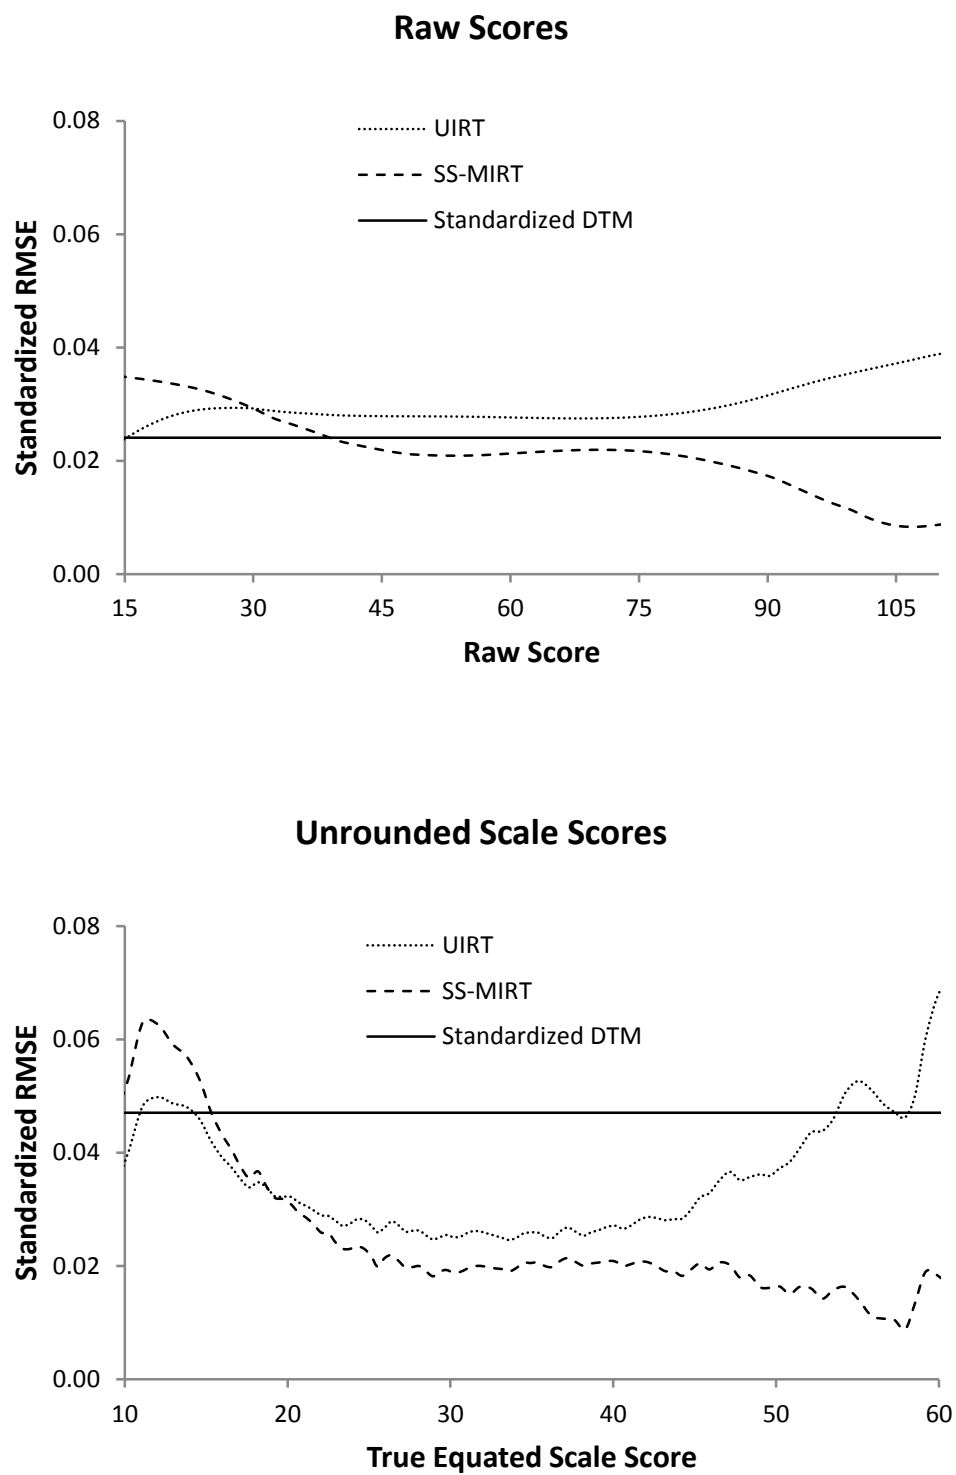 Raw Scores
0.08
UIRT
SS-MIRT
Standardized DTM
0.06
0.04
0.02
0.00
Standardized RMSE
15 30 45 60 75 90 105
Raw Score
Unrounded Scale Scores
0.08
UIRT
SS-MIRT
Standardized DTM
0.06
0.04
0.02
0.00
Standardized RMSE
10 20 30 40 50 60
True Equated Scale Score